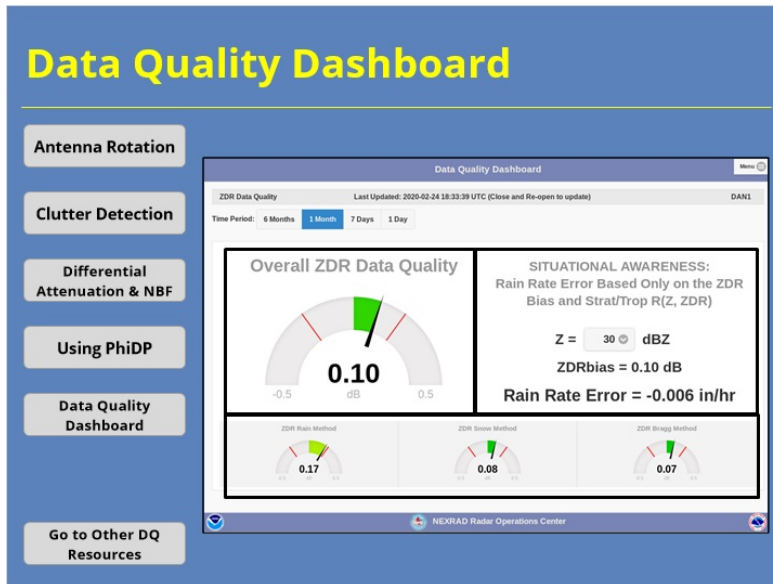 Data Quality Dashboard
Antenna Rotation
Clutter Detection
Differential
Attenuation & NBF
Using PhiDP
Data Quality
Dashboard
Go to Other DQ
Resources
Data Quality Dashboard
Menu
ZDR Data Quality
Last Updated: 2020-02-24 18:33:39 UTC (Close and Re-open to update)
DAN1
Time Period:
6 Months
1 Month
7 Days
1 Day
Overall ZDR Data Quality
0.10
-0.5
dB
0.5
SITUATIONAL AWARENESS:
Rain Rate Error Based Only on the ZDR
Bias and Strat/Trop R(Z, ZDR)
Z = 30 dBZ
ZDRbias = 0.10 dB
Rain Rate Error = -0.006 in/hr
ZDR Rain Method
0.17
ZDR Snow Method
0.08
ZDR Bragg Method
0.07
NEXRAD Radar Operations Center